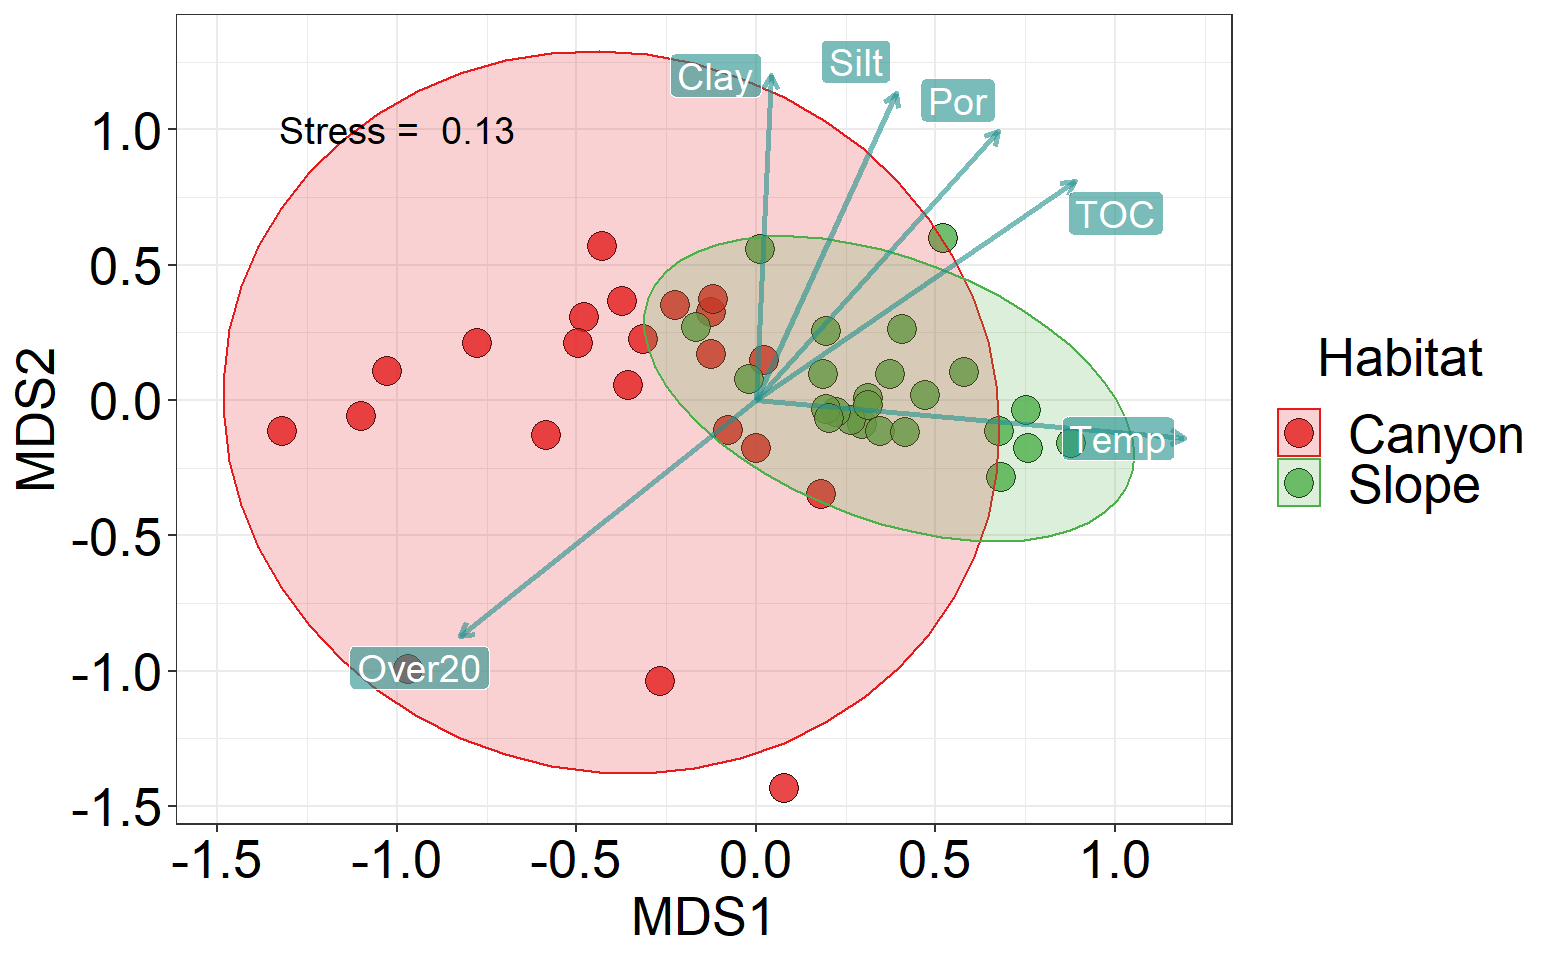 Clay
Silt
Por
Stress = 0.13
TOC
Temp
Over20
1.0
0.5
0.0
-0.5
-1.0
-1.5
MDS2
-1.5 -1.0 -0.5 0.0 0.5 1.0
MDS1
Habitat
Canyon
Slope